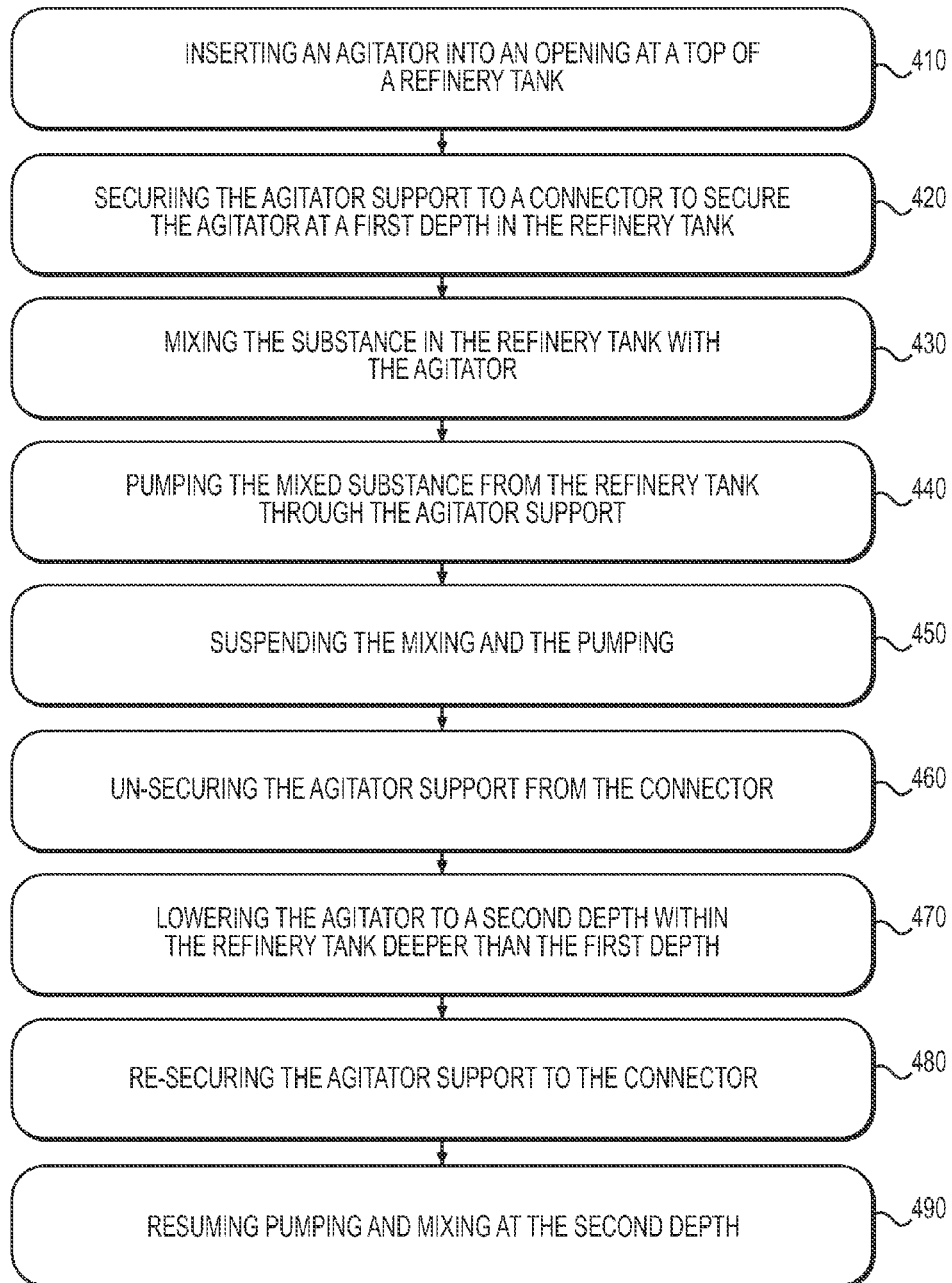 INSERTING AN AGITATOR INTO AN OPENING AT A TOP OF
A REFINERY TANK
410
SECURIING THE AGITATOR SUPPORT TO A CONNECTOR TO SECURE
THE AGITATOR AT A FIRST DEPTH IN THE REFINERY TANK
420
MIXING THE SUBSTANCE IN THE REFINERY TANK WITH
THE AGITATOR
430
PUMPING THE MIXED SUBSTANCE FROM THE REFINERY TANK
THROUGH THE AGITATOR SUPPORT
440
SUSPENDING THE MIXING AND THE PUMPING
450
UN-SECURING THE AGITATOR SUPPORT FROM THE CONNECTOR
460
LOWERING THE AGITATOR TO A SECOND DEPTH WITHIN
THE REFINERY TANK DEEPER THAN THE FIRST DEPTH
470
RE-SECURING THE AGITATOR SUPPORT TO THE CONNECTOR
480
RESUMING PUMPING AND MIXING AT THE SECOND DEPTH
490